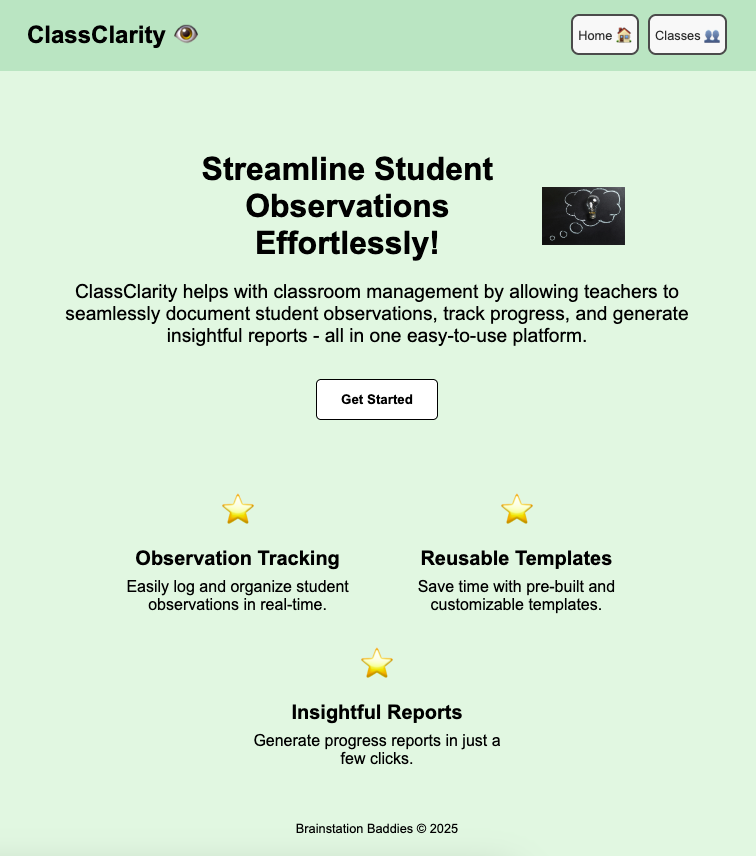 ClassClarity 👁️
Home 🏠
Classes 👥
Streamline Student
Observations
Effortlessly!
ClassClarity helps with classroom management by allowing teachers to
seamlessly document student observations, track progress, and generate
insightful reports - all in one easy-to-use platform.
Get Started
Observation Tracking
Easily log and organize student
observations in real-time.
Reusable Templates
Save time with pre-built and
customizable templates.
Insightful Reports
Generate progress reports in just a
few clicks.
Brainstation Baddies © 2025